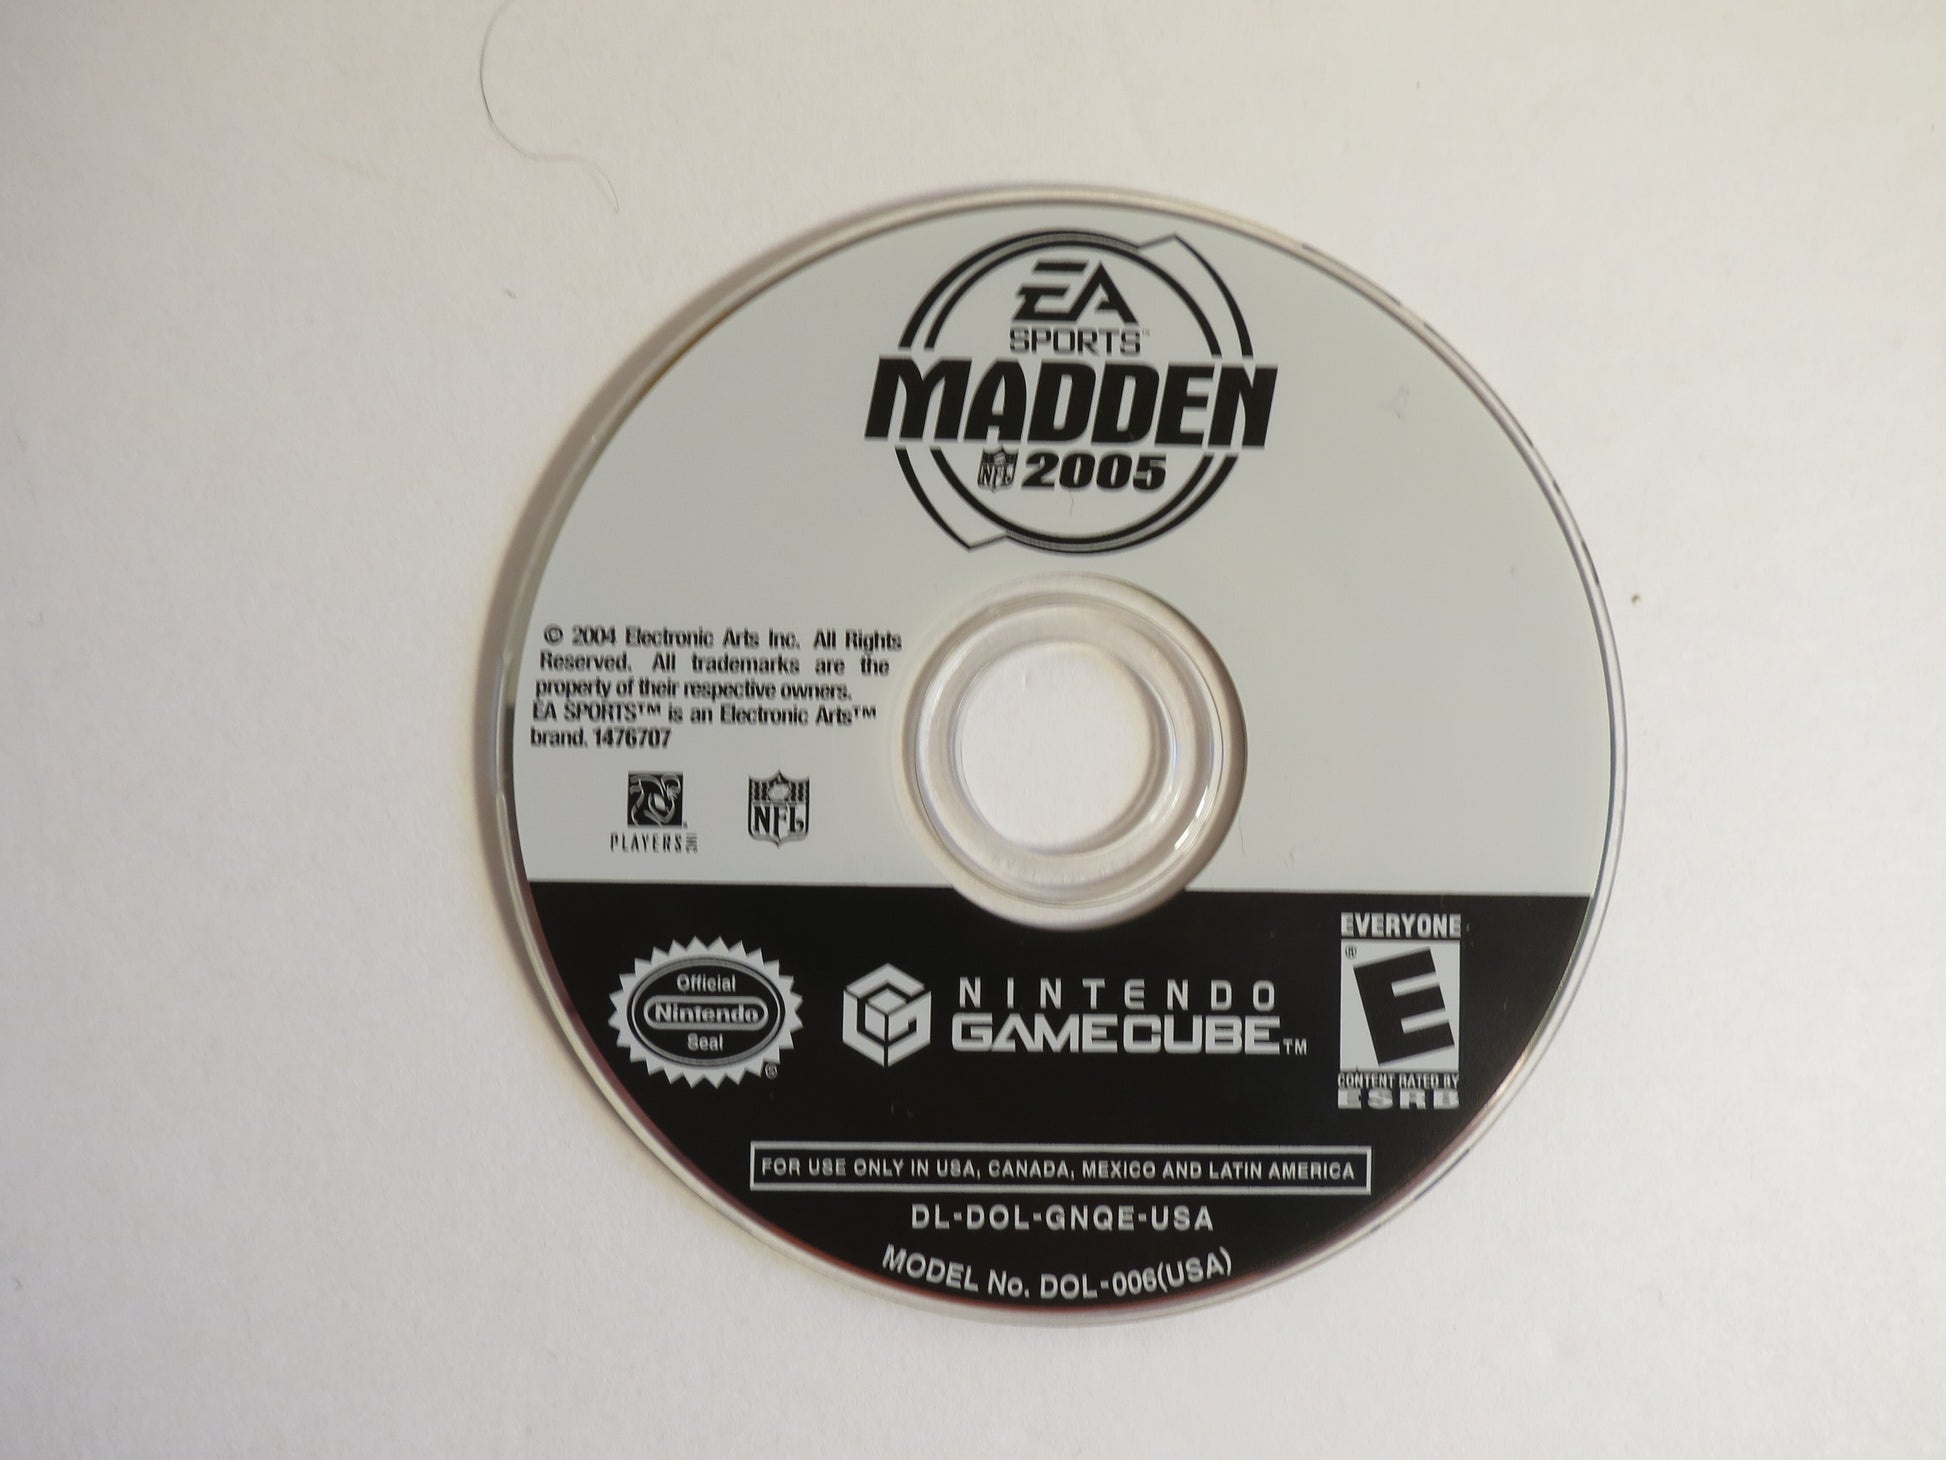 EA
SPORTS™
MADDEN
NFL 2005
© 2004 Electronic Arts Inc. All Rights
Reserved. All trademarks are the
property of their respective owners.
EA SPORTS™ is an Electronic Arts™
brand. 1476707
PLAYERS INC
NFL
Official
Nintendo
Seal
®
NINTENDO
GAMECUBE™
EVERYONE
®
E
CONTENT RATED BY
ESRB
FOR USE ONLY IN USA, CANADA, MEXICO AND LATIN AMERICA
DL-DOL-GNQE-USA
MODEL No. DOL-006(USA)